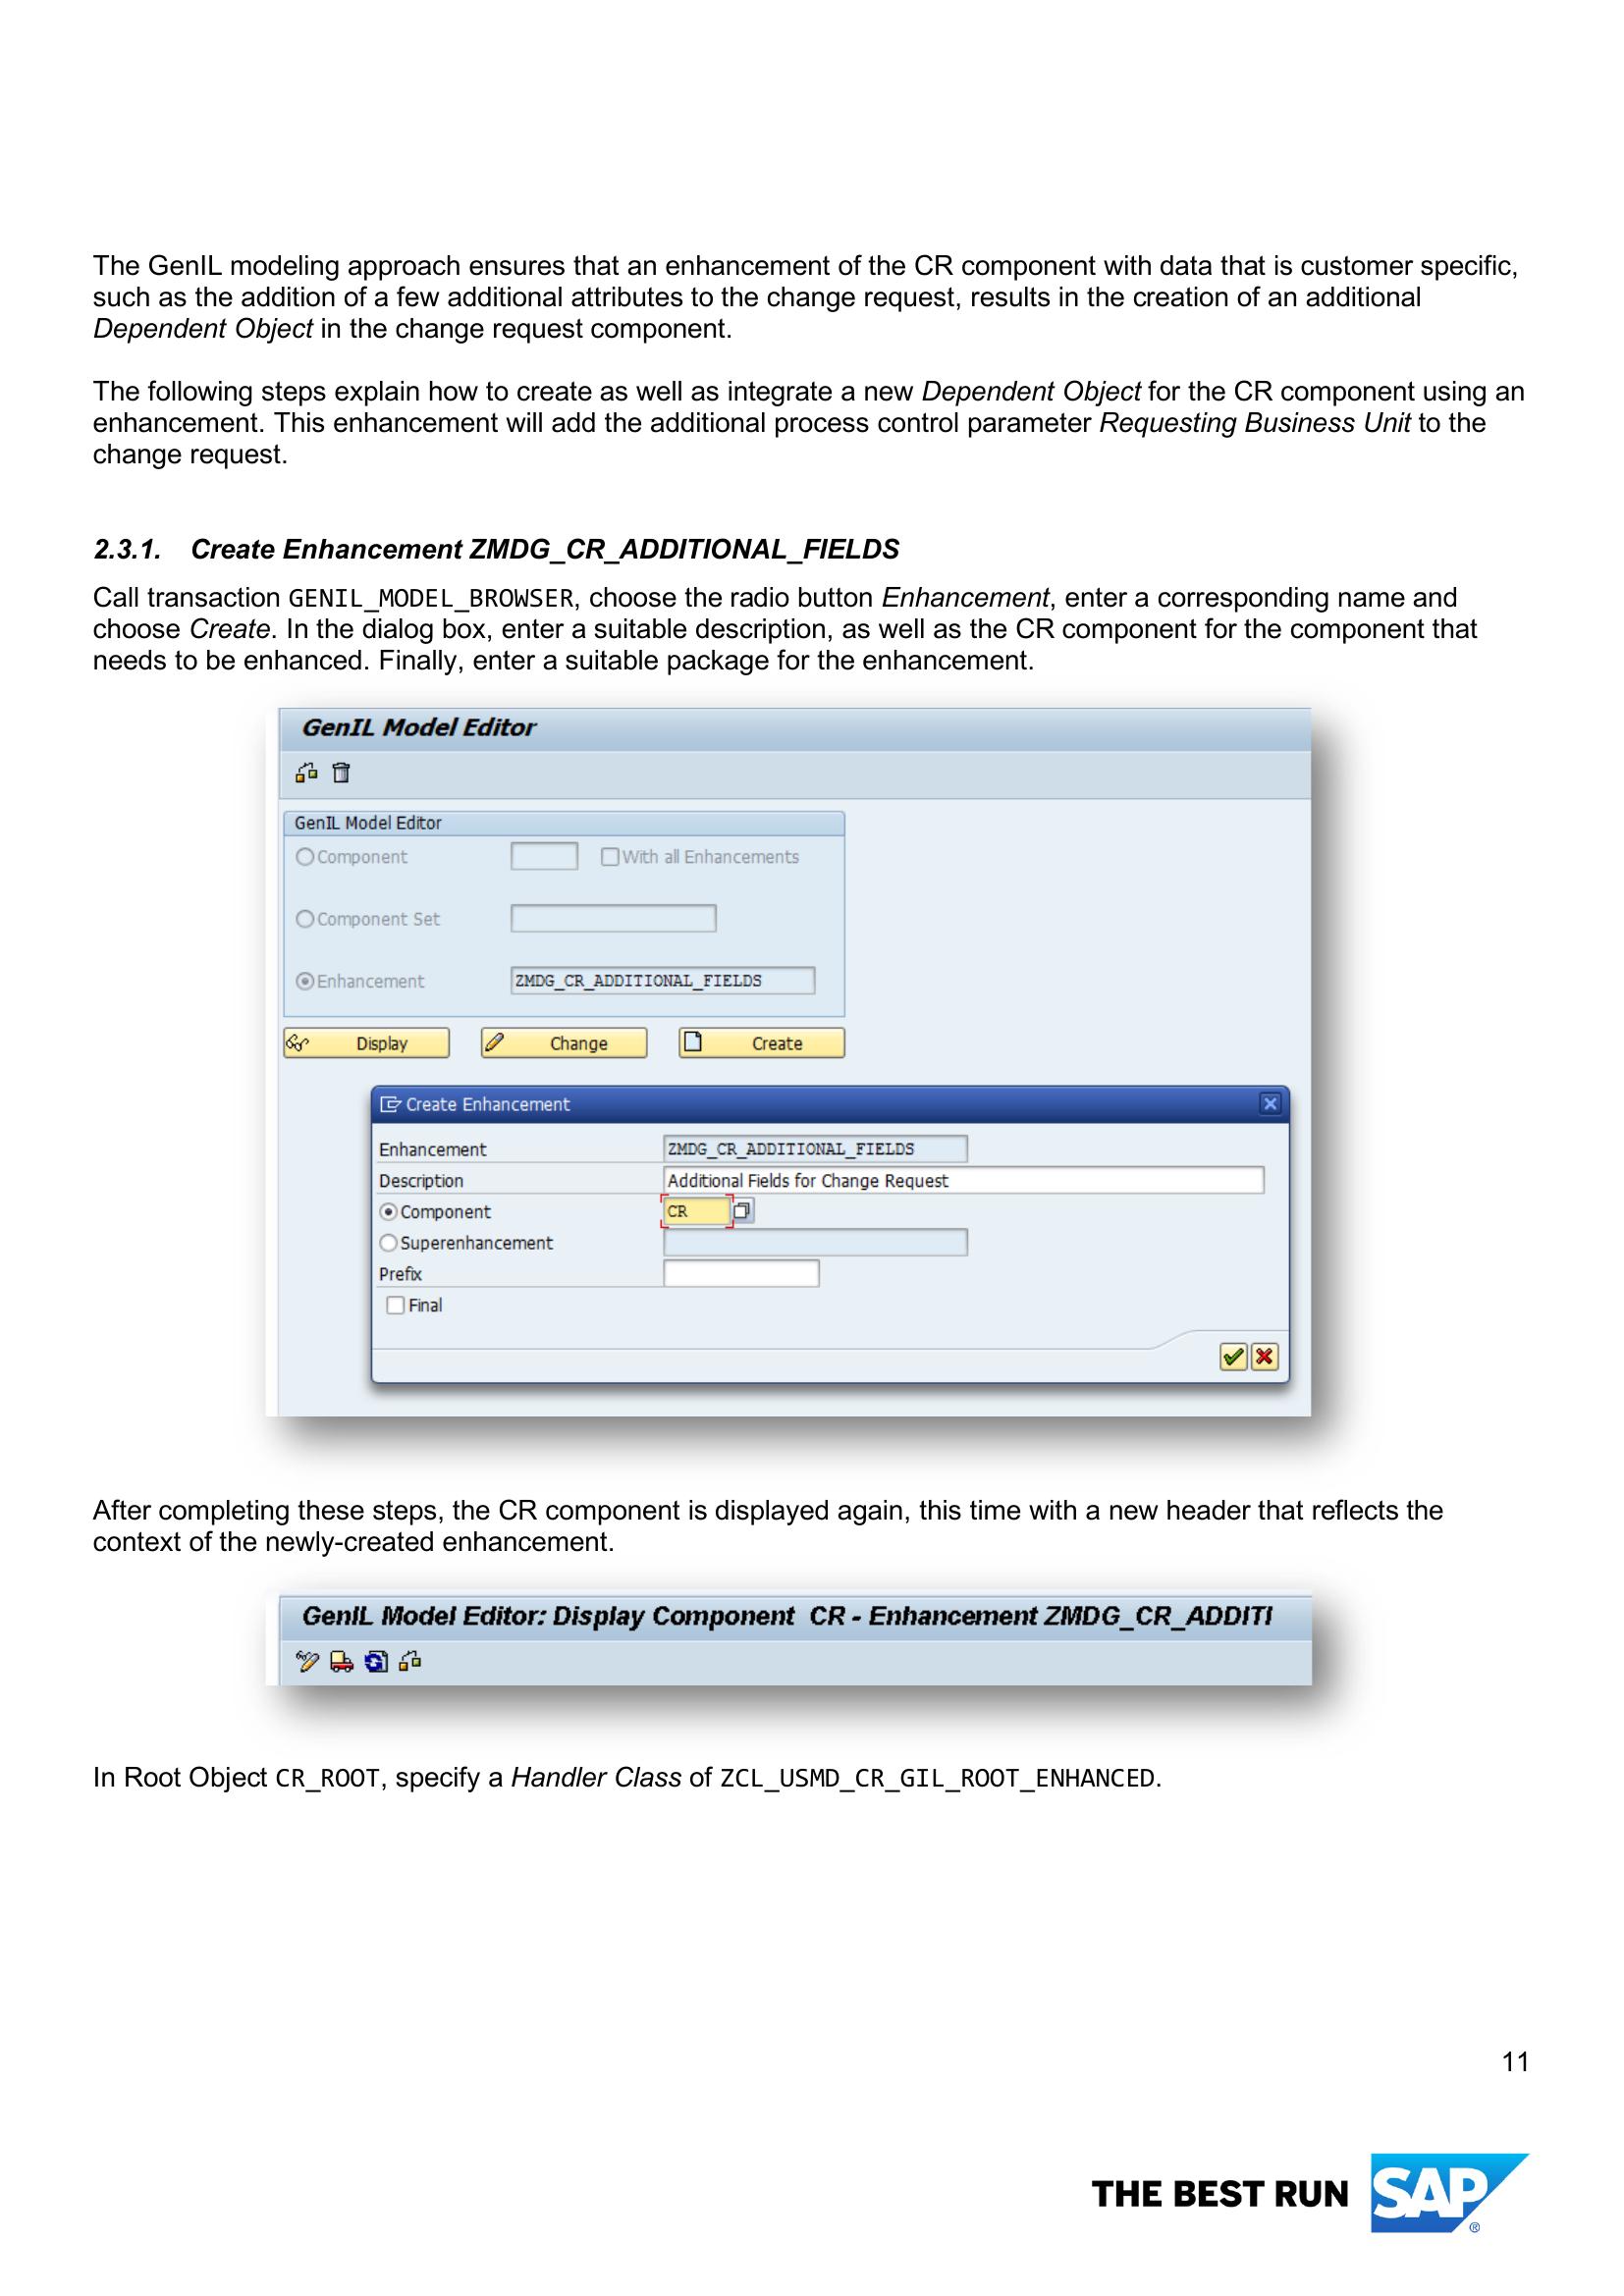 The GenIL modeling approach ensures that an enhancement of the CR component with data that is customer specific,
such as the addition of a few additional attributes to the change request, results in the creation of an additional
Dependent Object in the change request component.
The following steps explain how to create as well as integrate a new Dependent Object for the CR component using an
enhancement. This enhancement will add the additional process control parameter Requesting Business Unit to the
change request.
2.3.1. Create Enhancement ZMDG_CR_ADDITIONAL_FIELDS
Call transaction GENIL_MODEL_BROWSER, choose the radio button Enhancement, enter a corresponding name and
choose Create. In the dialog box, enter a suitable description, as well as the CR component for the component that
needs to be enhanced. Finally, enter a suitable package for the enhancement.
GenIL Model Editor
GenIL Model Editor
Component With all Enhancements
Component Set
Enhancement ZMDG_CR_ADDITIONAL_FIELDS
Display Change Create
Create Enhancement
Enhancement ZMDG_CR_ADDITIONAL_FIELDS
Description Additional Fields for Change Request
Component CR
Superenhancement
Prefix
Final
After completing these steps, the CR component is displayed again, this time with a new header that reflects the
context of the newly-created enhancement.
GenIL Model Editor: Display Component CR - Enhancement ZMDG_CR_ADDITI
In Root Object CR_ROOT, specify a Handler Class of ZCL_USMD_CR_GIL_ROOT_ENHANCED.
11
THE BEST RUN SAP ®